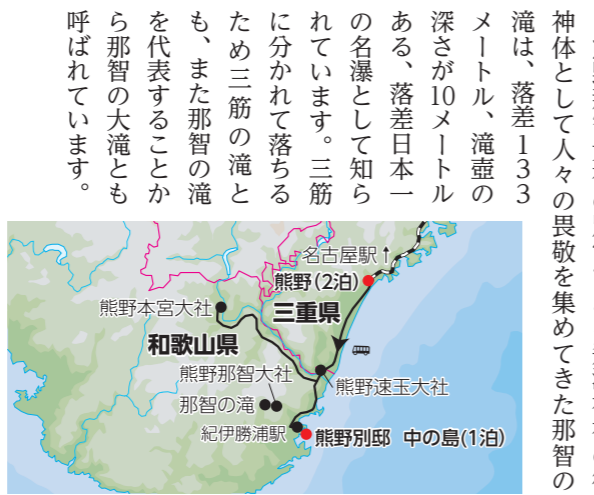 神体として人々の畏敬を集めてきた那智の
滝は、落差133
メートル、滝壺の
深さが10メートル
ある、落差日本一
の名瀑として知ら
れています。三筋
に分かれて落ちる
ため三筋の滝と
も、また那智の滝
を代表することか
ら那智の大滝とも
呼ばれています。
名古屋駅↑
熊野(2泊)
三重県
熊野本宮大社
和歌山県
熊野那智大社
熊野速玉大社
那智の滝
紀伊勝浦駅
熊野別邸 中の島(1泊)